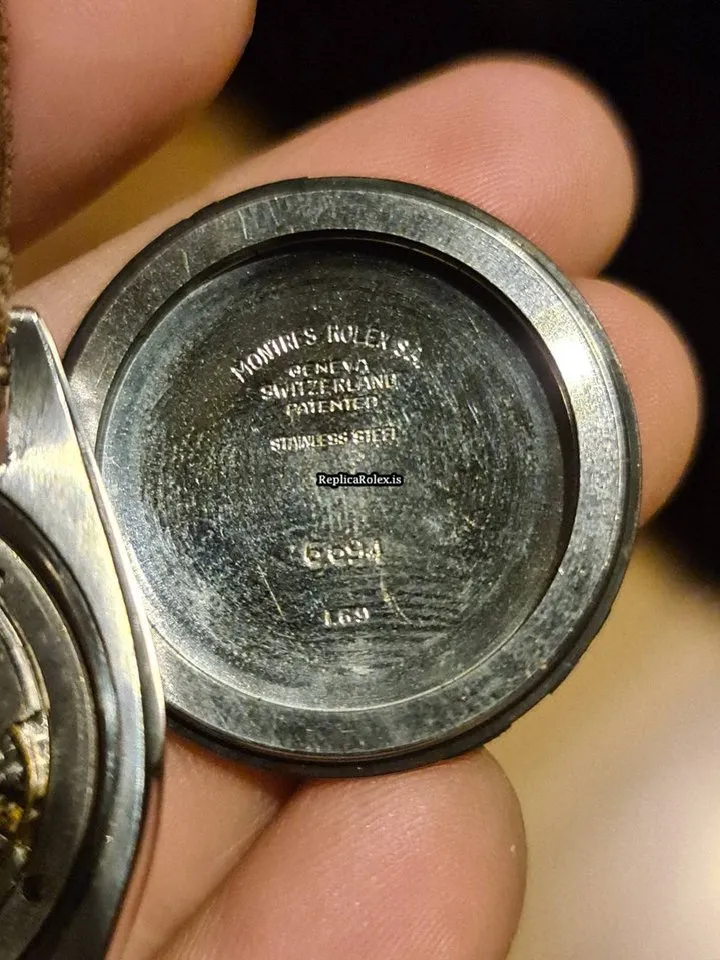 MONTRES ROLEX S.A.
GENEVA
SWITZERLAND
PATENTED
STAINLESS STEEL
ReplicaRolex.is
6694
I.69